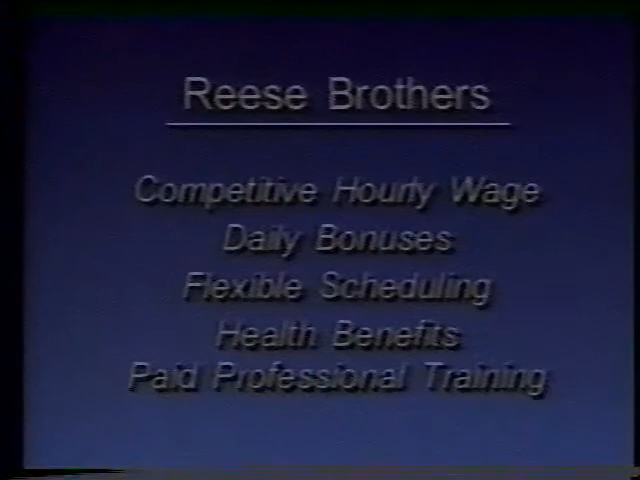 Reese Brothers
Competitive Hourly Wage
Daily Bonuses
Flexible Scheduling
Health Benefits
Paid Professional Training